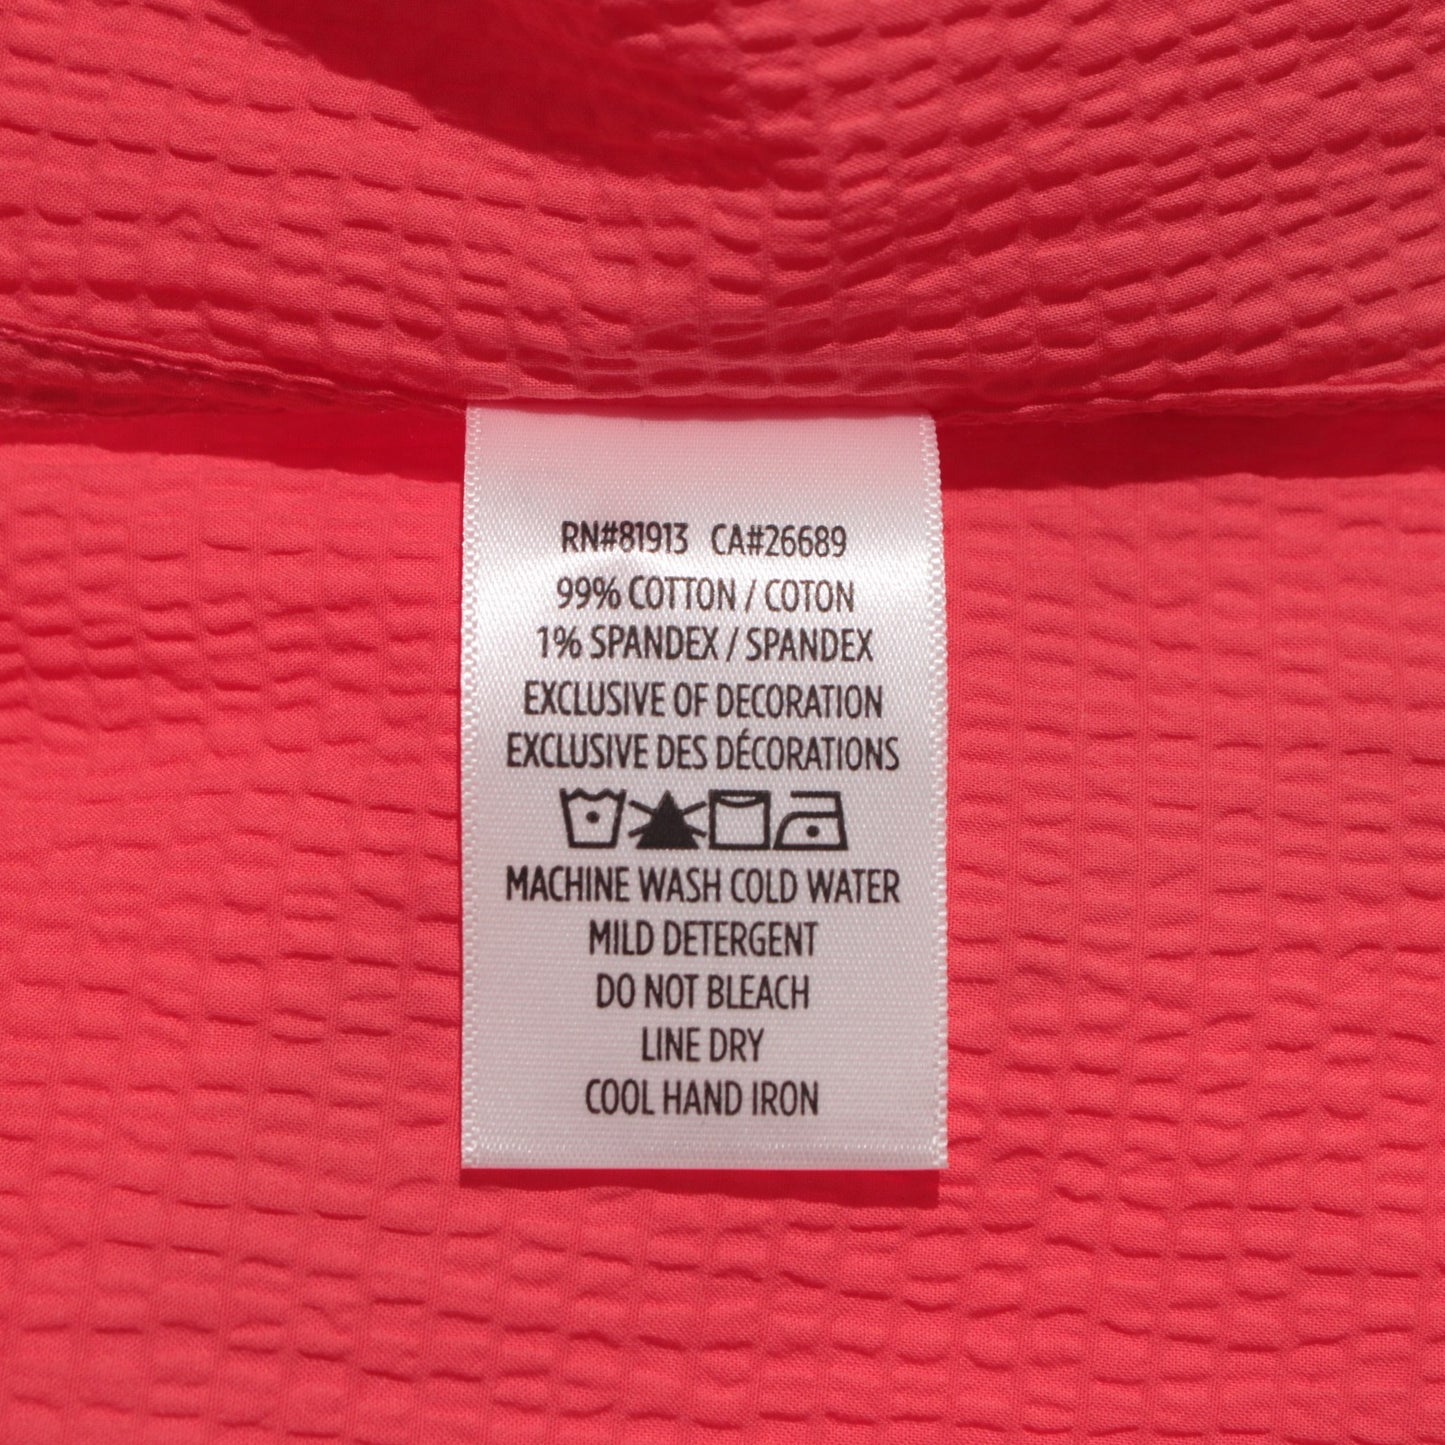 RN#81913 CA#26689
99% COTTON / COTON
1% SPANDEX / SPANDEX
EXCLUSIVE OF DECORATION
EXCLUSIVE DES DÉCORATIONS
MACHINE WASH COLD WATER
MILD DETERGENT
DO NOT BLEACH
LINE DRY
COOL HAND IRON